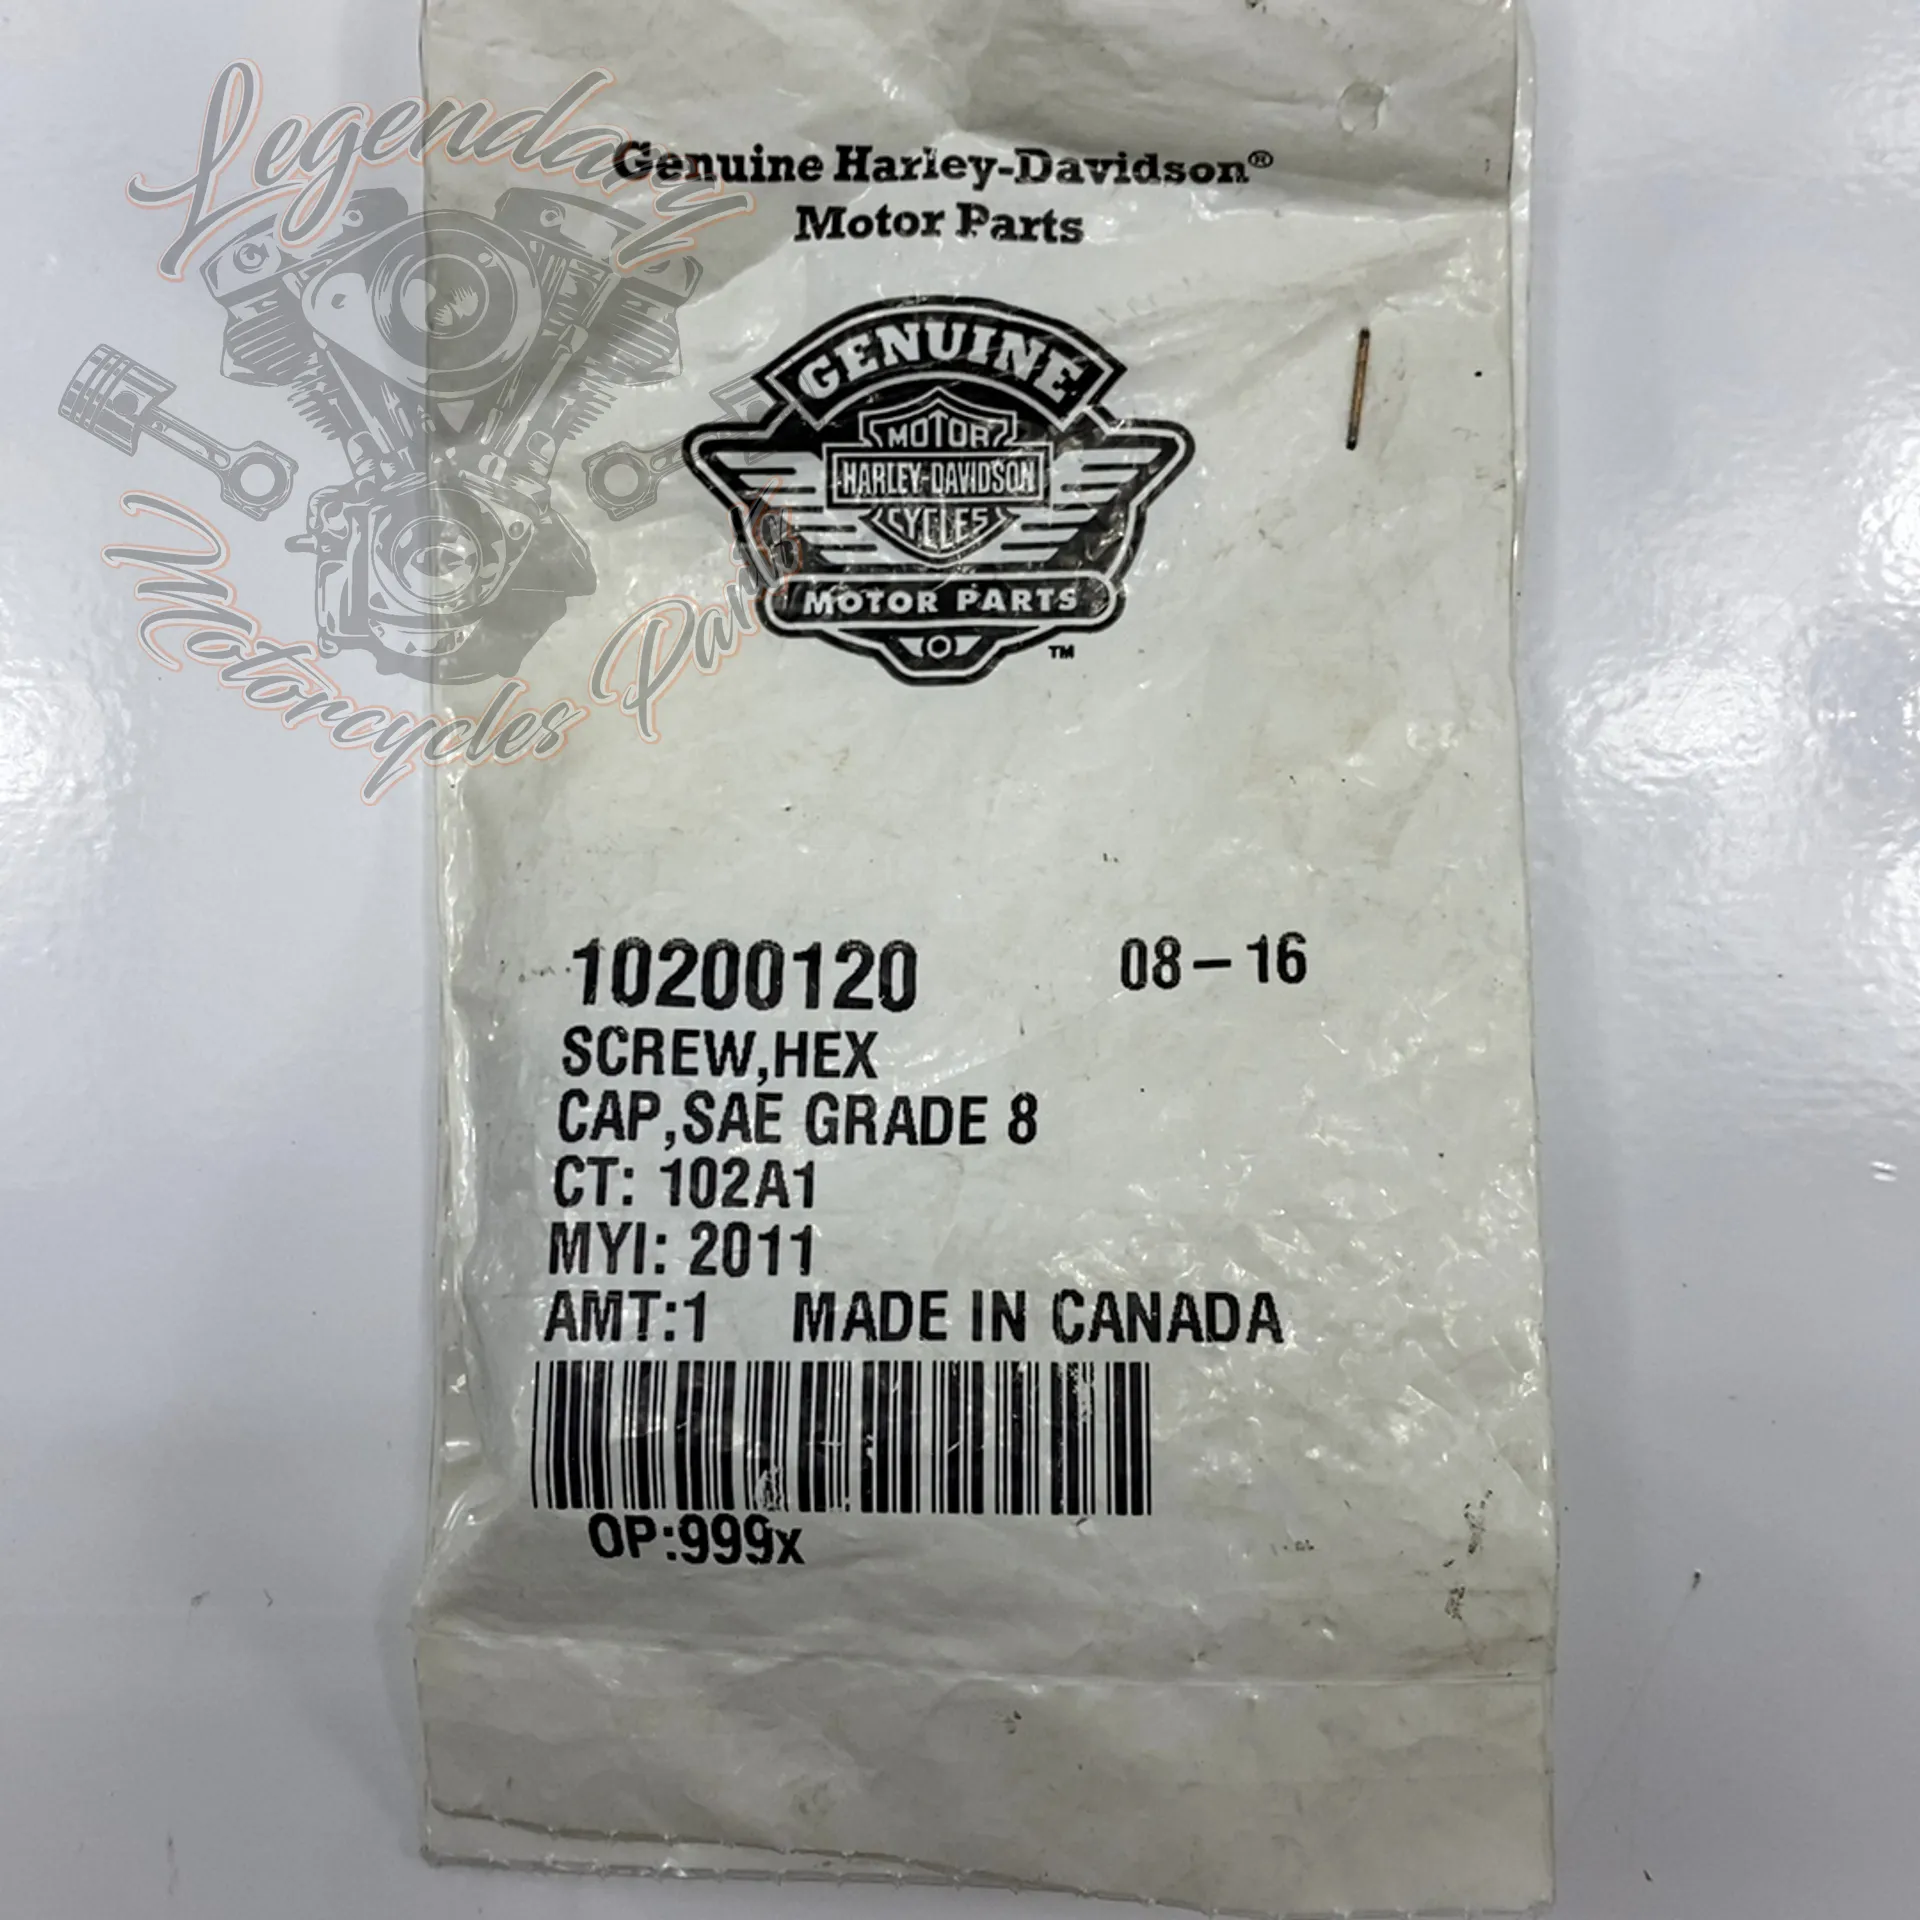 Legendary
Motorcycles Parts
Genuine Harley-Davidson®
Motor Parts
GENUINE
MOTOR
HARLEY-DAVIDSON
CYCLES
MOTOR PARTS
™
10200120 08-16
SCREW,HEX
CAP,SAE GRADE 8
CT: 102A1
MYI: 2011
AMT:1 MADE IN CANADA
OP:999x